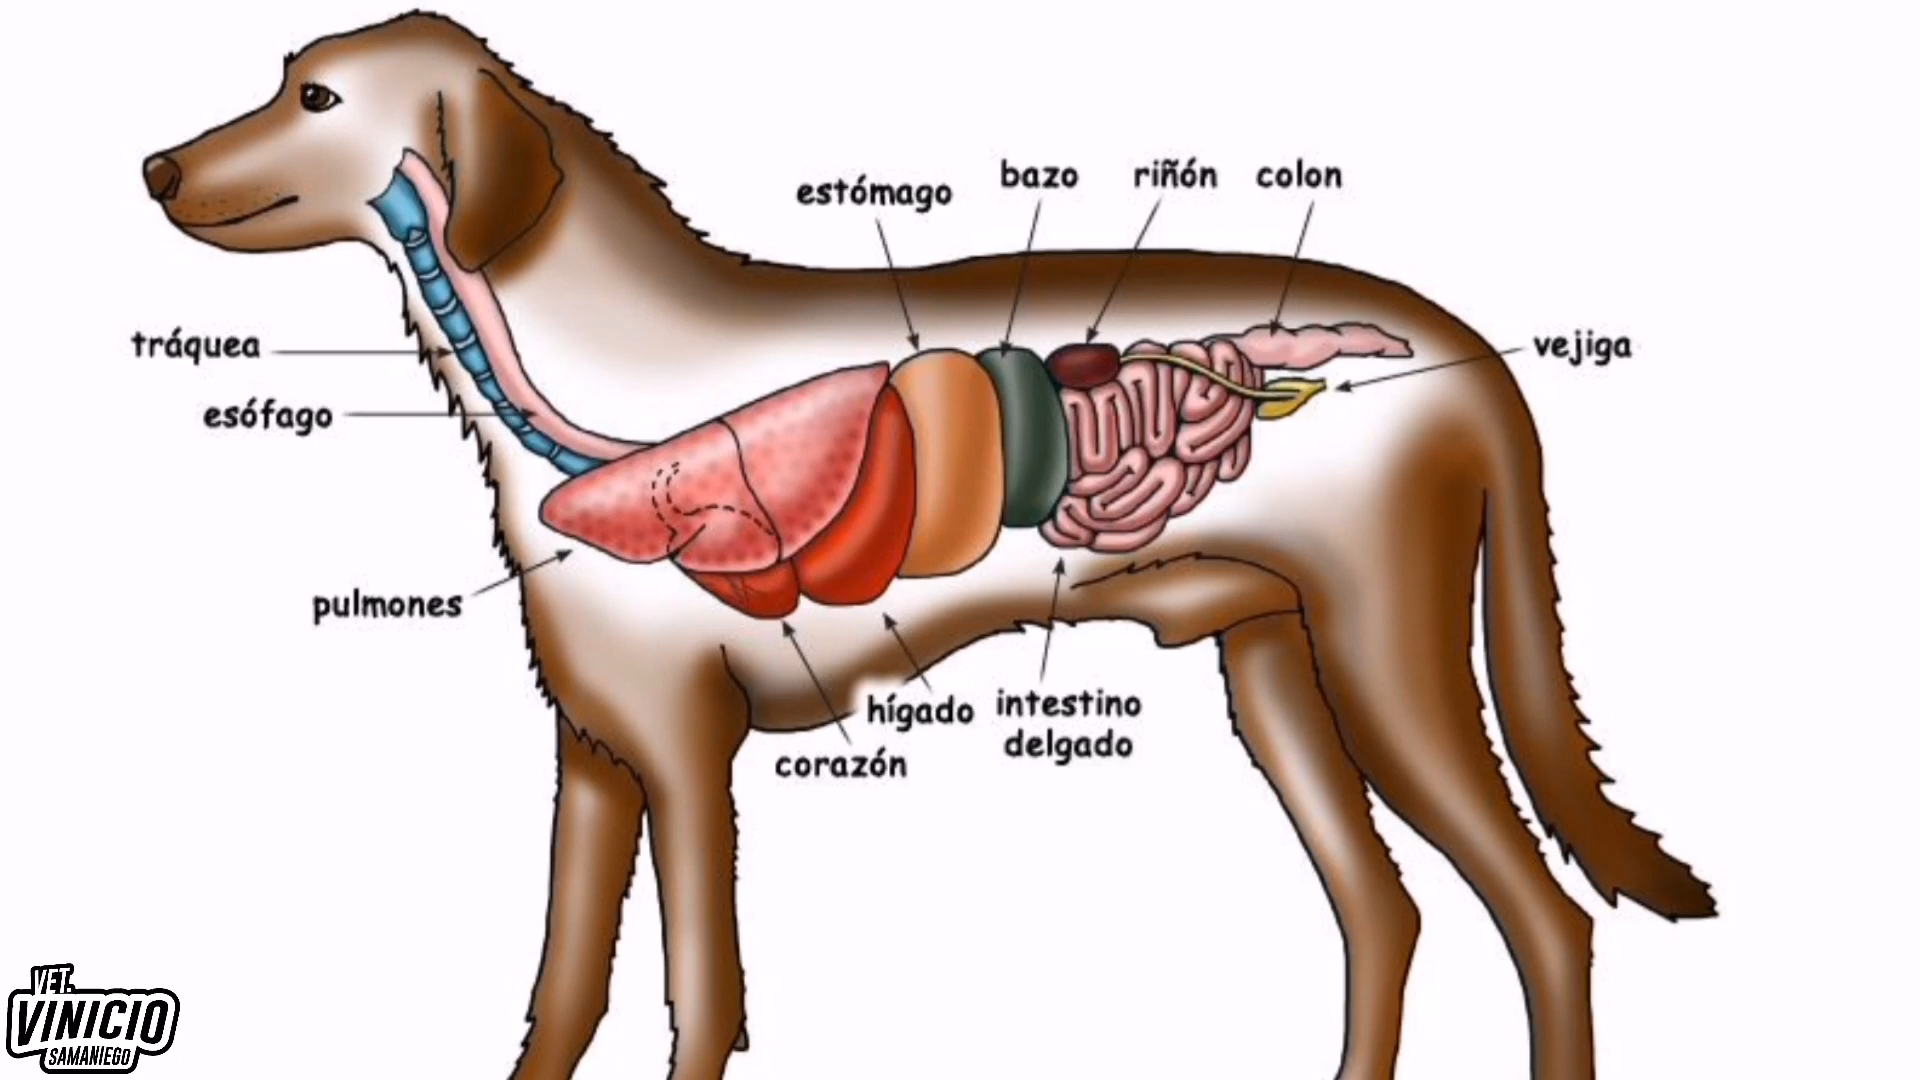 estómago
bazo
riñón
colon
tráquea
vejiga
esófago
pulmones
hígado
intestino
delgado
corazón
VET.
VINICIO
SAMANIEGO